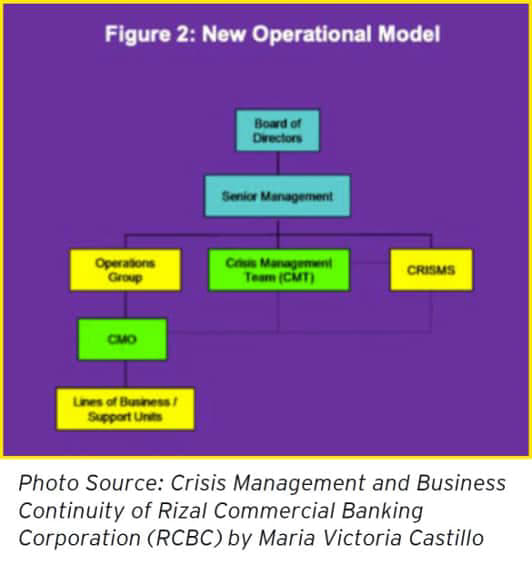 Figure 2: New Operational Model
Board of
Directors
Senior Management
Operations
Group
Crisis Management
Team (CMT)
CRISMS
CMO
Lines of Business /
Support Units
Photo Source: Crisis Management and Business
Continuity of Rizal Commercial Banking
Corporation (RCBC) by Maria Victoria Castillo